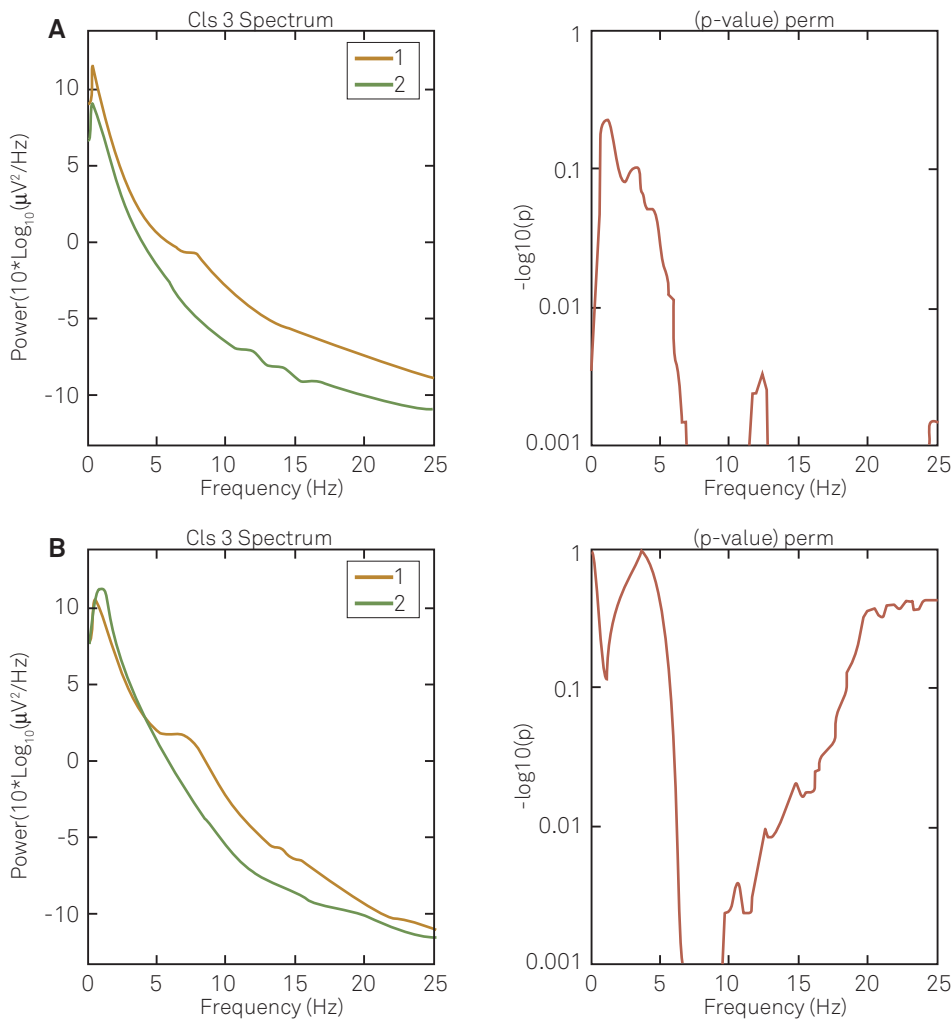 A
Cls 3 Spectrum
(p-value) perm
1
2
Power(10*Log10(μV²/Hz)
10
5
0
-5
-10
0 5 10 15 20 25
Frequency (Hz)
-log10(p)
1
0.1
0.01
0.001
0 5 10 15 20 25
Frequency (Hz)
B
Cls 3 Spectrum
(p-value) perm
1
2
Power(10*Log10(μV²/Hz)
10
5
0
-5
-10
0 5 10 15 20 25
Frequency (Hz)
-log10(p)
1
0.1
0.01
0.001
0 5 10 15 20 25
Frequency (Hz)